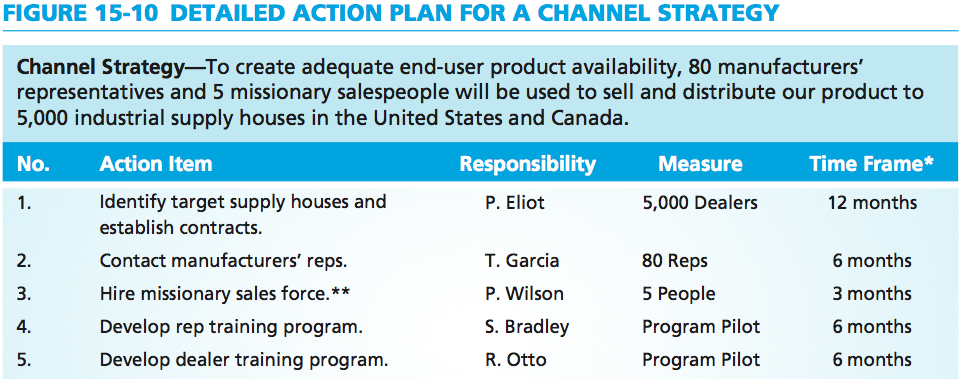 FIGURE 15-10 DETAILED ACTION PLAN FOR A CHANNEL STRATEGY
Channel Strategy—To create adequate end-user product availability, 80 manufacturers’
representatives and 5 missionary salespeople will be used to sell and distribute our product to
5,000 industrial supply houses in the United States and Canada.
No. Action Item Responsibility Measure Time Frame*
1. Identify target supply houses and P. Eliot 5,000 Dealers 12 months
establish contracts.
2. Contact manufacturers’ reps. T. Garcia 80 Reps 6 months
3. Hire missionary sales force.** P. Wilson 5 People 3 months
4. Develop rep training program. S. Bradley Program Pilot 6 months
5. Develop dealer training program. R. Otto Program Pilot 6 months